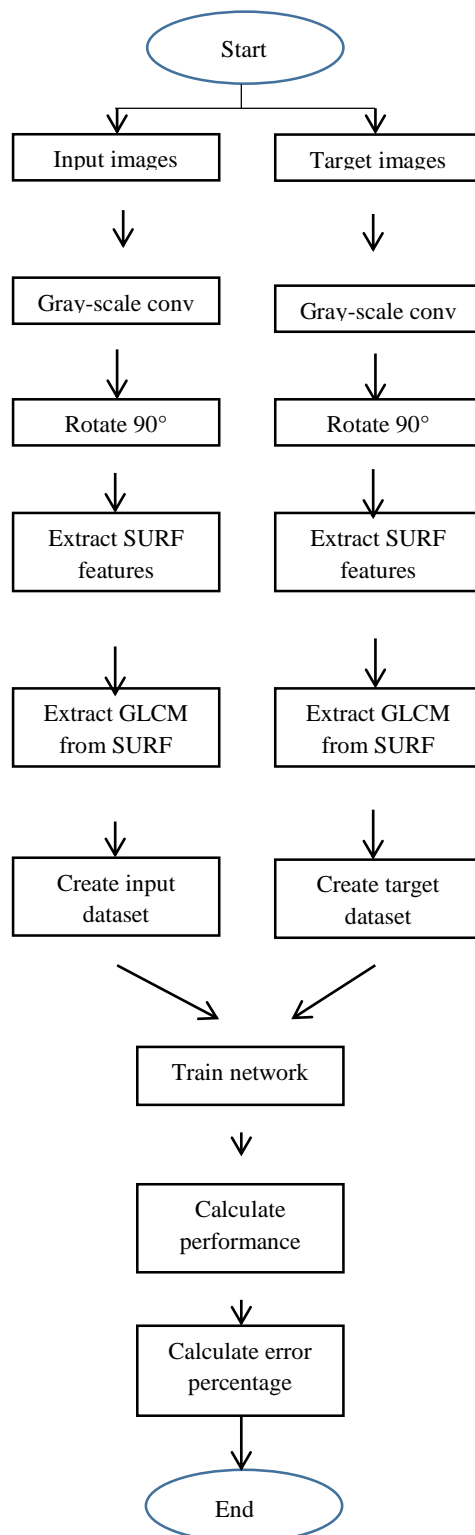 Start
Input images
Target images
Gray-scale conv
Gray-scale conv
Rotate 90°
Rotate 90°
Extract SURF
features
Extract SURF
features
Extract GLCM
from SURF
Extract GLCM
from SURF
Create input
dataset
Create target
dataset
Train network
Calculate
performance
Calculate error
percentage
End